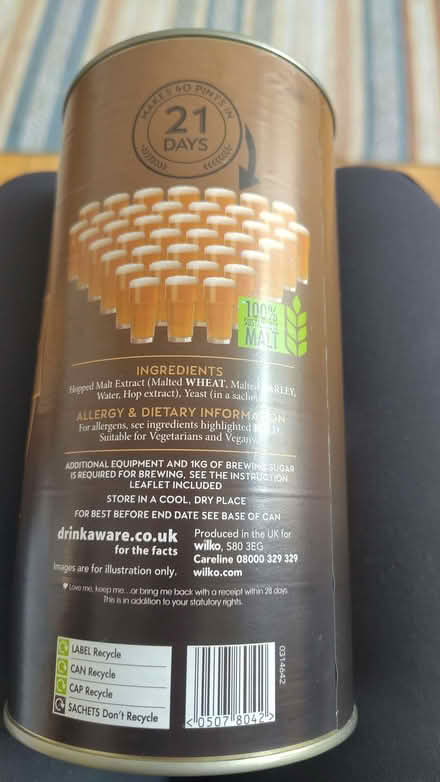 MAKES 40 PINTS IN
21
DAYS
100%
MALT
INGREDIENTS
Hopped Malt Extract (Malted WHEAT, Malted BARLEY,
Water, Hop extract), Yeast (in a sachet)
ALLERGY & DIETARY INFORMATION
For allergens, see ingredients highlighted
Suitable for Vegetarians and Vegans
ADDITIONAL EQUIPMENT AND 1KG OF BREWING SUGAR
IS REQUIRED FOR BREWING, SEE THE INSTRUCTION
LEAFLET INCLUDED
STORE IN A COOL, DRY PLACE
FOR BEST BEFORE END DATE SEE BASE OF CAN
drinkaware.co.uk
for the facts
Images are for illustration only.
Produced in the UK for
wilko, S80 3EG
Careline 08000 329 329
wilko.com
♥ Love me, keep me...or bring me back with a receipt within 28 days.
This is in addition to your statutory rights.
LABEL Recycle
CAN Recycle
CAP Recycle
SACHETS Don't Recycle
0314642
<0507 8042>